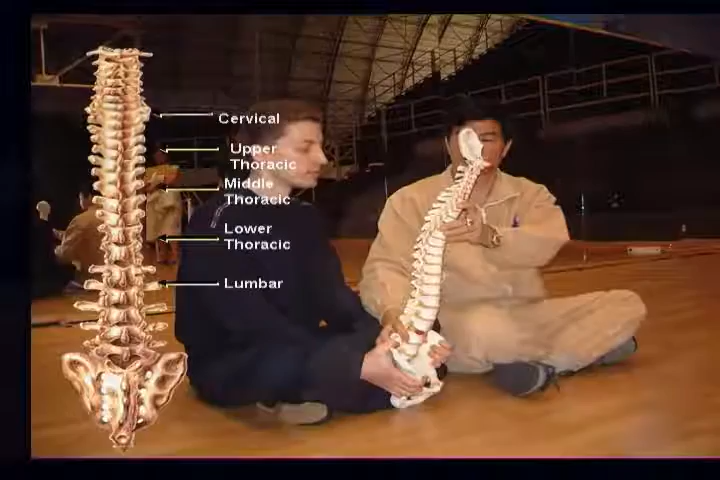 Cervical
Upper
Thoracic
Middle
Thoracic
Lower
Thoracic
Lumbar